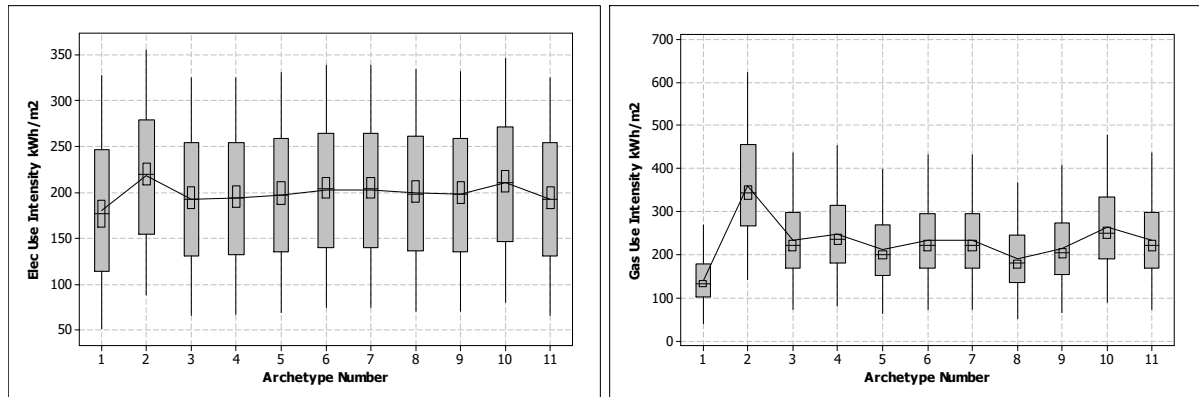 350
300
250
200
150
100
50
Elec Use Intensity kWh/m2
1 2 3 4 5 6 7 8 9 10 11
Archetype Number
700
600
500
400
300
200
100
0
Gas Use Intensity kWh/m2
1 2 3 4 5 6 7 8 9 10 11
Archetype Number